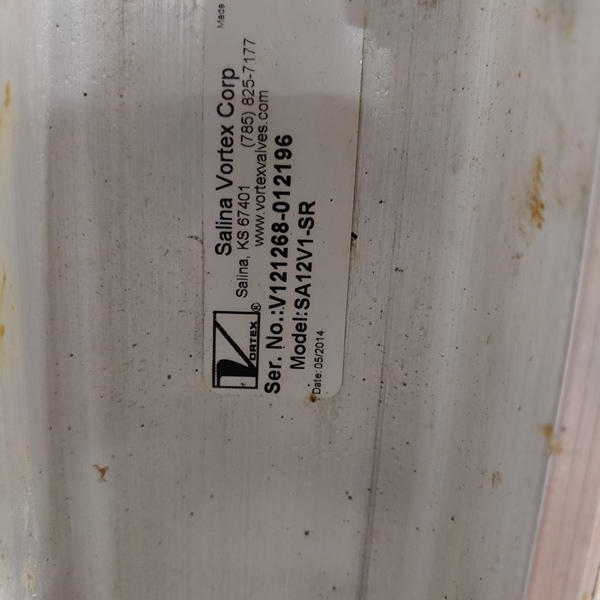 Made
Salina Vortex Corp
Salina, KS 67401 (785) 825-7177
www.vortexvalves.com
VORTEX®
Ser. No.:V121268-012196
Model:SA12V1-SR
Date: 05/2014